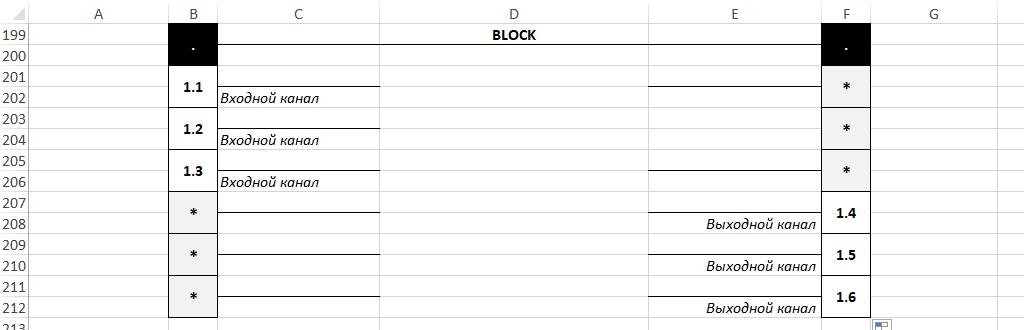 A B C D E F G
199 . BLOCK .
200
201
1.1 *
202 Входной канал
203
1.2 *
204 Входной канал
205
1.3 *
206 Входной канал
207
* 1.4
208 Выходной канал
209
* 1.5
210 Выходной канал
211
* 1.6
212 Выходной канал
213